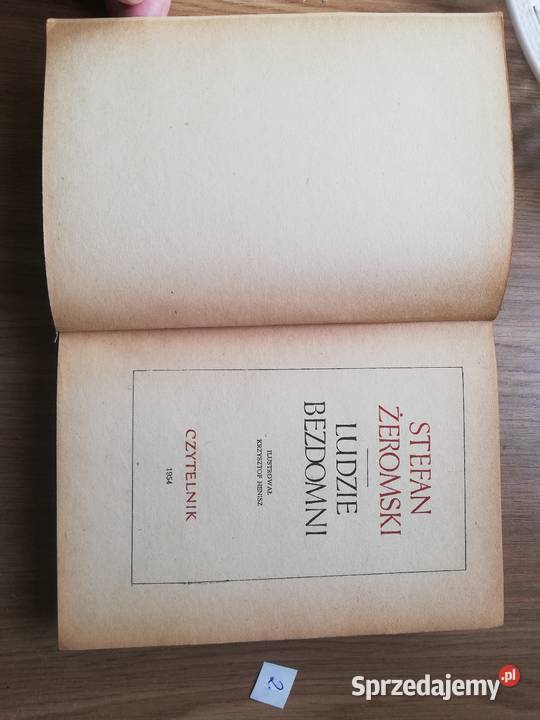 STEFAN
ŻEROMSKI
LUDZIE
BEZDOMNI
ILUSTROWAŁ
KRZYSZTOF HENISZ
CZYTELNIK
1954
2.
Sprzedajemy.pl